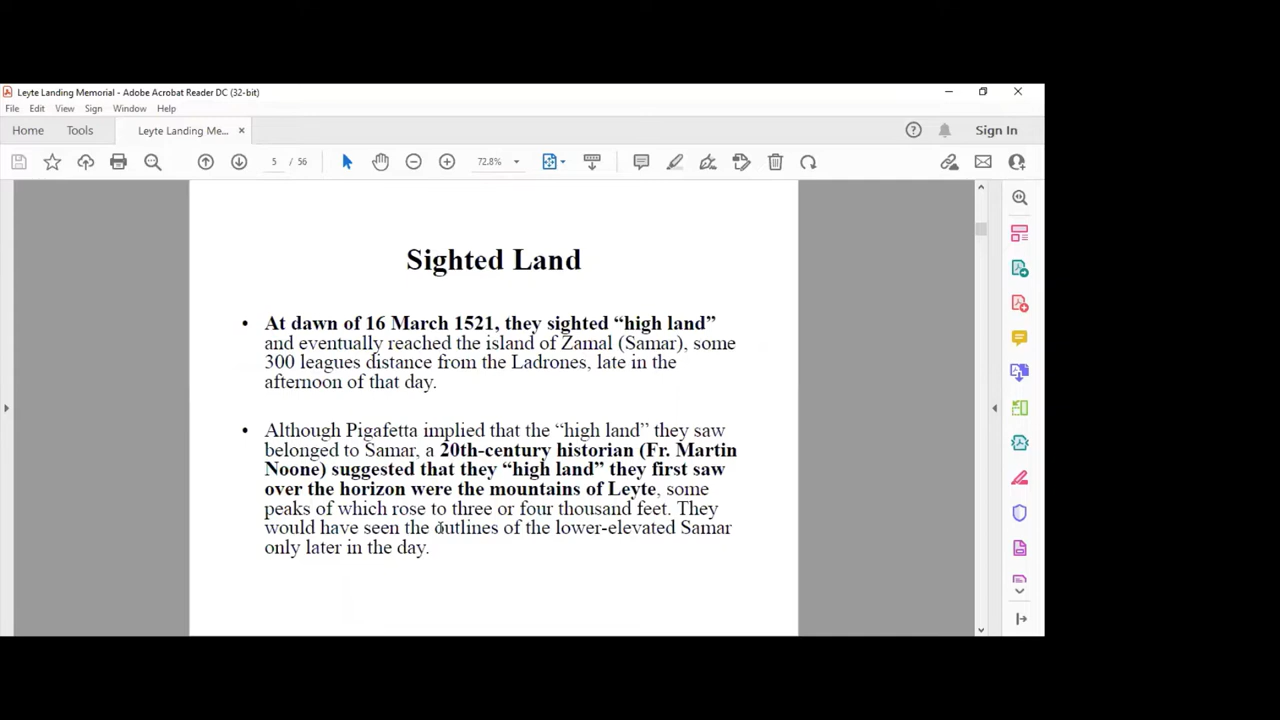 Leyte Landing Memorial - Adobe Acrobat Reader DC (32-bit)
File Edit View Sign Window Help
Home Tools Leyte Landing Me... Sign In
5 / 56 72.8%
Sighted Land
• At dawn of 16 March 1521, they sighted “high land”
and eventually reached the island of Zamal (Samar), some
300 leagues distance from the Ladrones, late in the
afternoon of that day.
• Although Pigafetta implied that the “high land” they saw
belonged to Samar, a 20th-century historian (Fr. Martin
Noone) suggested that they “high land” they first saw
over the horizon were the mountains of Leyte, some
peaks of which rose to three or four thousand feet. They
would have seen the outlines of the lower-elevated Samar
only later in the day.